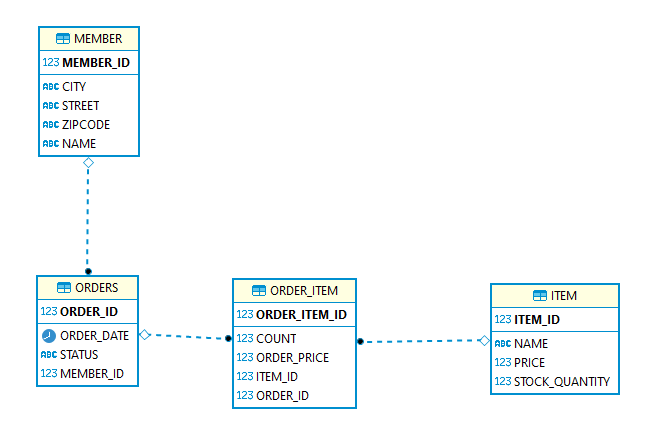 MEMBER
123 MEMBER_ID
ABC CITY
ABC STREET
ABC ZIPCODE
ABC NAME
ORDERS
123 ORDER_ID
ORDER_DATE
ABC STATUS
123 MEMBER_ID
ORDER_ITEM
123 ORDER_ITEM_ID
123 COUNT
123 ORDER_PRICE
123 ITEM_ID
123 ORDER_ID
ITEM
123 ITEM_ID
ABC NAME
123 PRICE
123 STOCK_QUANTITY